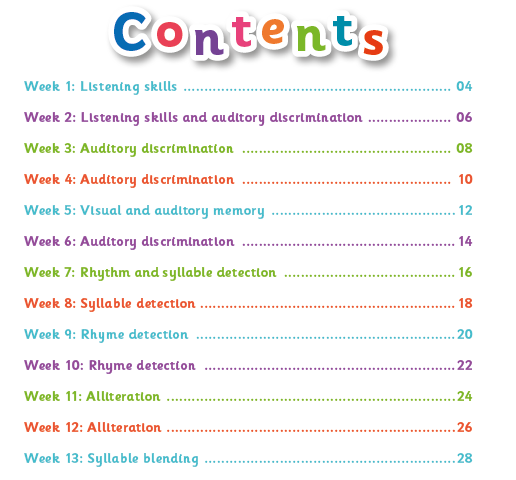 Contents
Week 1: Listening skills ................................................................ 04
Week 2: Listening skills and auditory discrimination .................... 06
Week 3: Auditory discrimination .................................................. 08
Week 4: Auditory discrimination .................................................. 10
Week 5: Visual and auditory memory ............................................ 12
Week 6: Auditory discrimination ................................................... 14
Week 7: Rhythm and syllable detection ......................................... 16
Week 8: Syllable detection ............................................................. 18
Week 9: Rhyme detection .............................................................. 20
Week 10: Rhyme detection ............................................................ 22
Week 11: Alliteration ..................................................................... 24
Week 12: Alliteration ..................................................................... 26
Week 13: Syllable blending ............................................................ 28